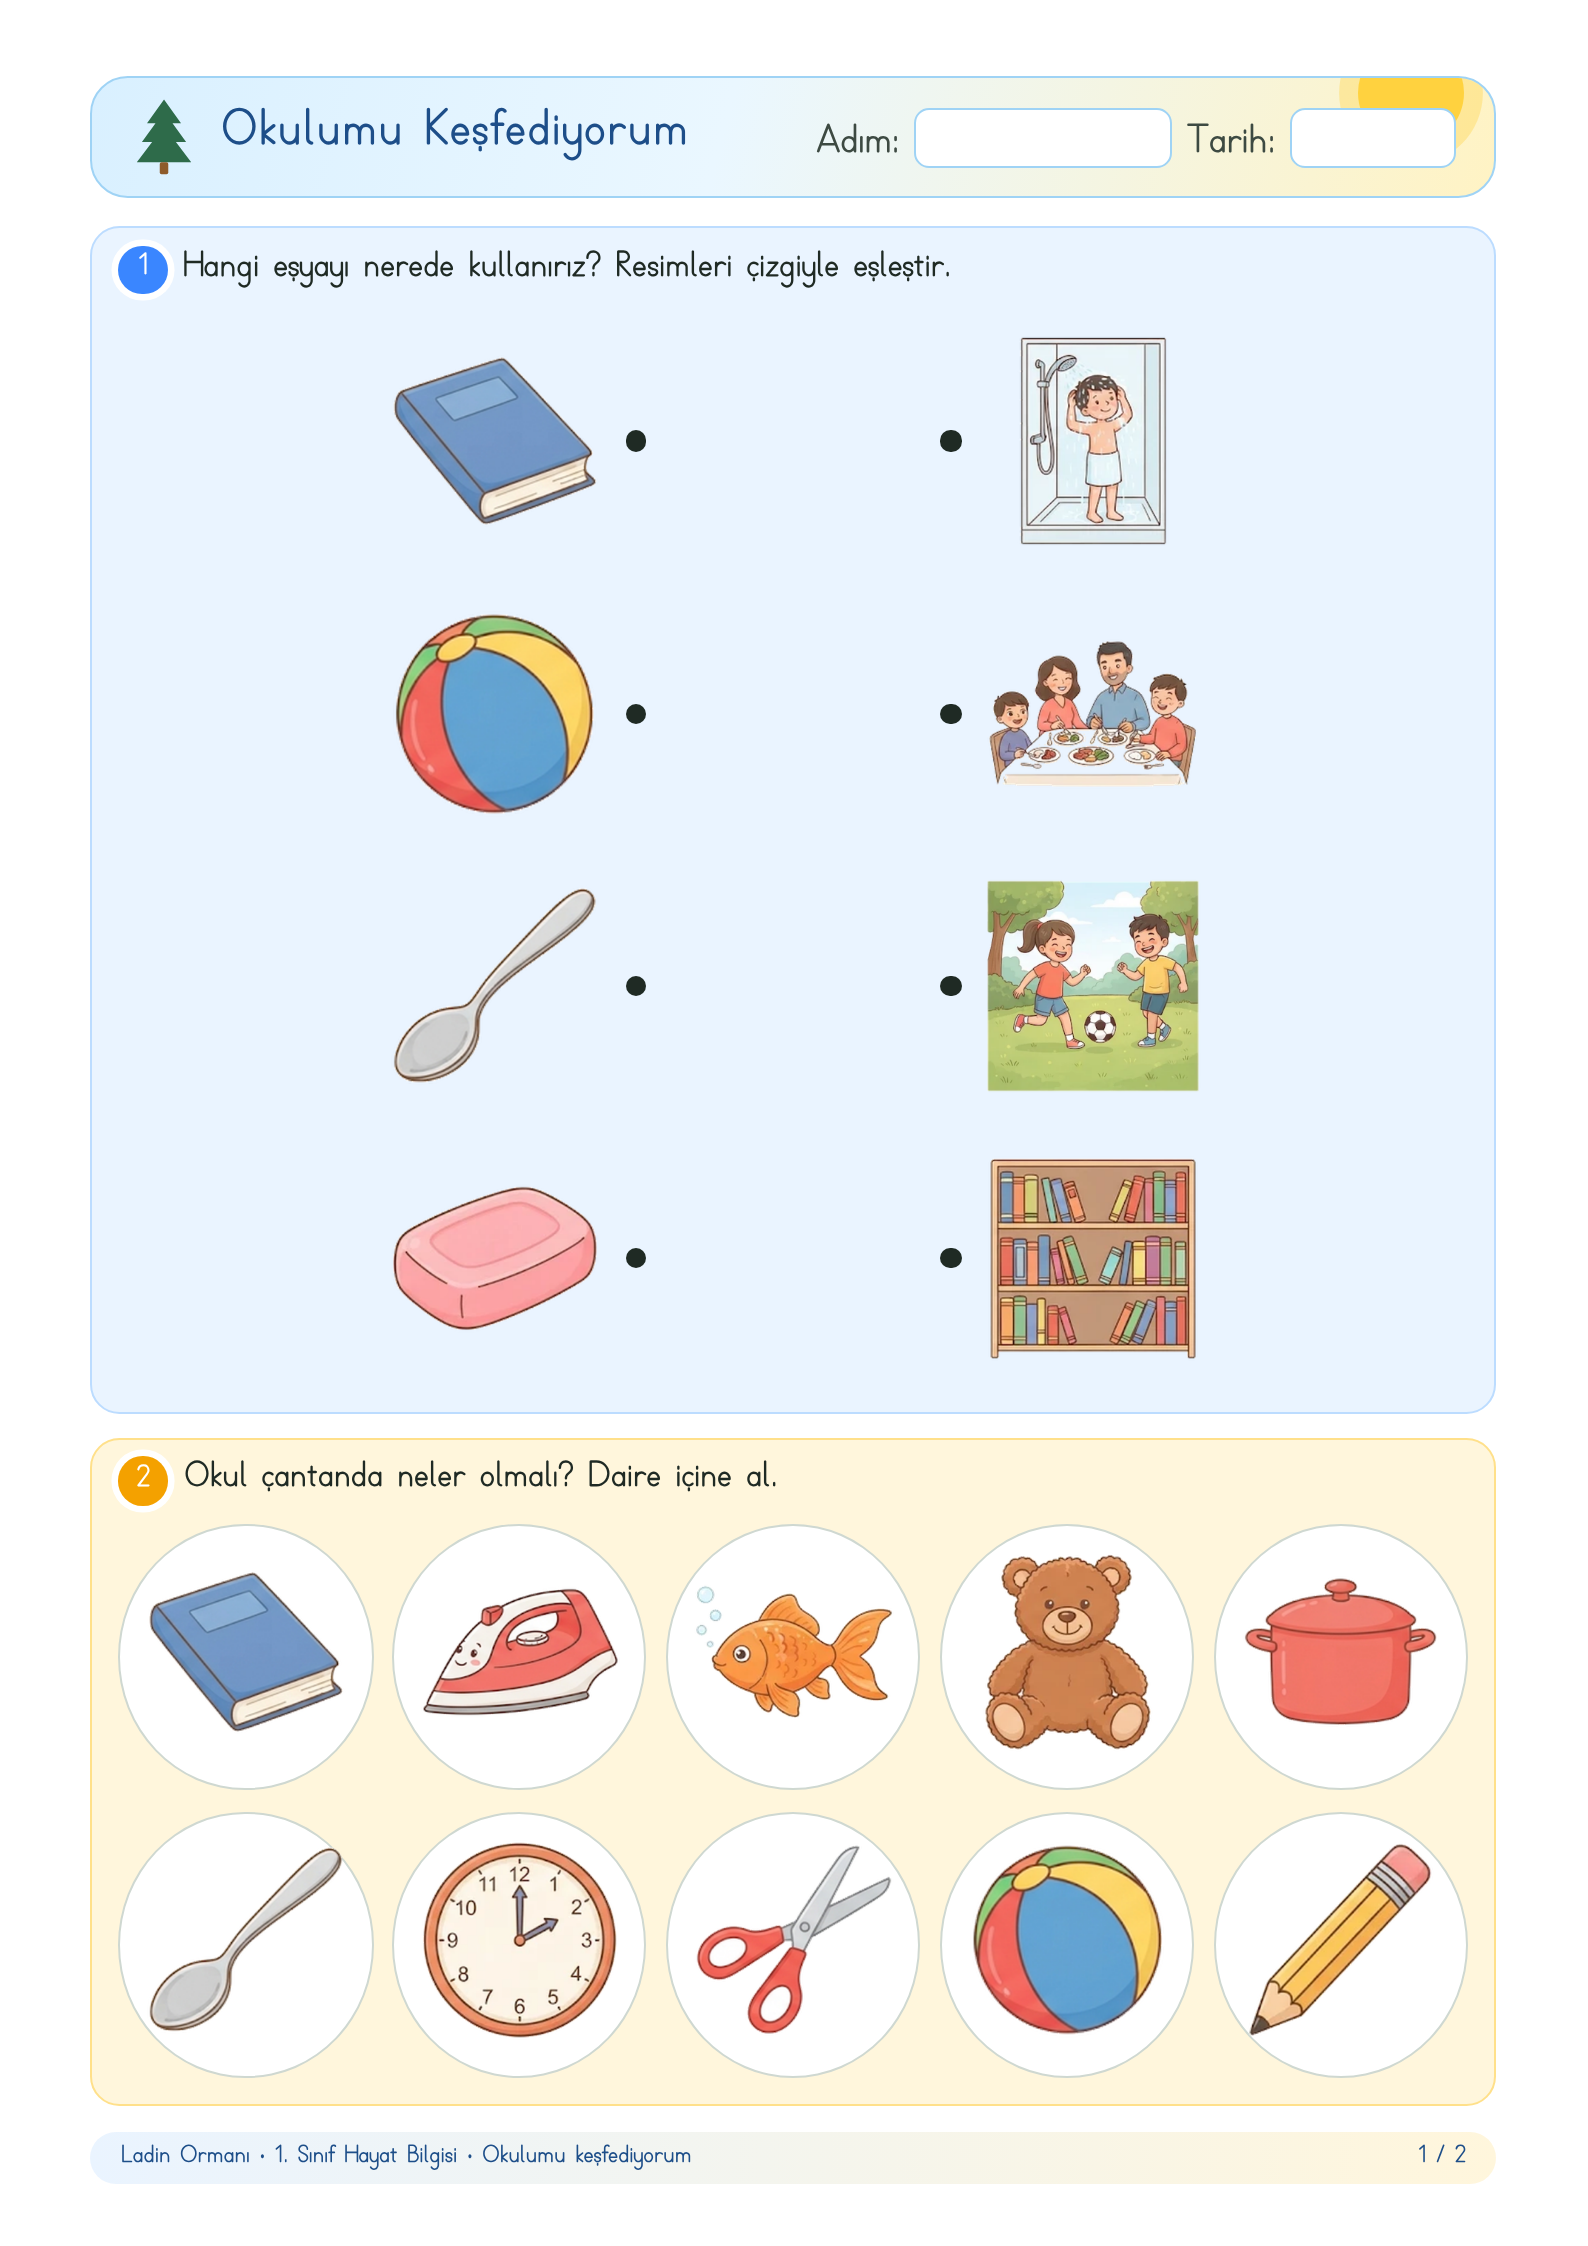 Okulumu Keşfediyorum
Adım:
Tarih:
1 Hangi eşyayı nerede kullanırız? Resimleri çizgiyle eşleştir.
2 Okul çantanda neler olmalı? Daire içine al.
12
11 1
10 2
9 3
8 4
7 5
6
Ladin Ormanı • 1. Sınıf Hayat Bilgisi • Okulumu keşfediyorum
1 / 2